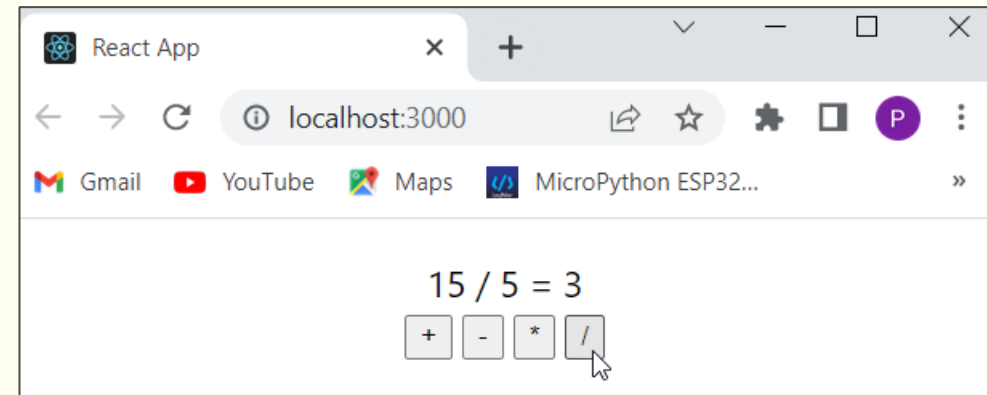 React App
localhost:3000
P
Gmail YouTube Maps </> MicroPython ESP32... »
15 / 5 = 3
+ - * /